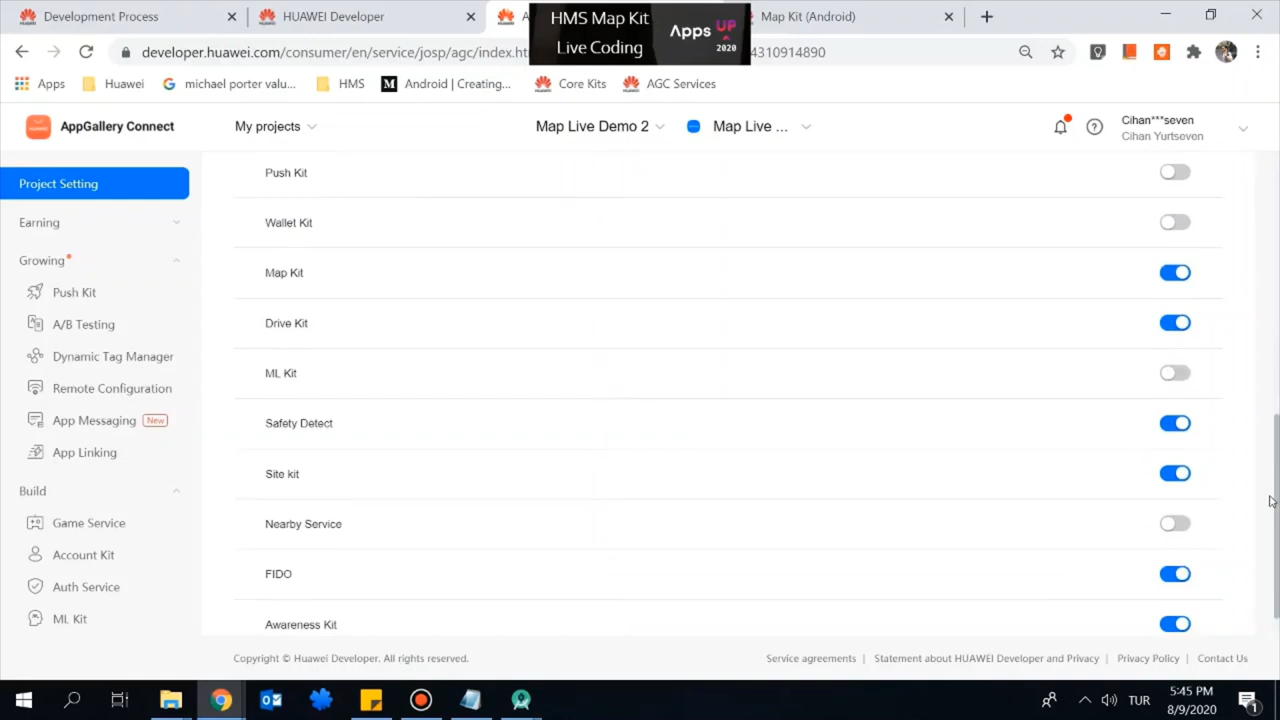 Development Process
HUAWEI Developer
A
Map Kit (Android)
HMS Map Kit
Live Coding
Apps UP
2020
developer.huawei.com/consumer/en/service/josp/agc/index.ht
4310914890
Apps
Huawei
michael porter valu...
HMS
Android | Creating...
Core Kits
AGC Services
AppGallery Connect
My projects
Map Live Demo 2
Map Live ...
Cihan***seven
Cihan Yurtseven
Project Setting
Earning
Growing
Push Kit
A/B Testing
Dynamic Tag Manager
Remote Configuration
App Messaging New
App Linking
Build
Game Service
Account Kit
Auth Service
ML Kit
Push Kit
Wallet Kit
Map Kit
Drive Kit
ML Kit
Safety Detect
Site kit
Nearby Service
FIDO
Awareness Kit
Copyright © Huawei Developer. All rights reserved.
Service agreements | Statement about HUAWEI Developer and Privacy | Privacy Policy | Contact Us
TUR
5:45 PM
8/9/2020
1